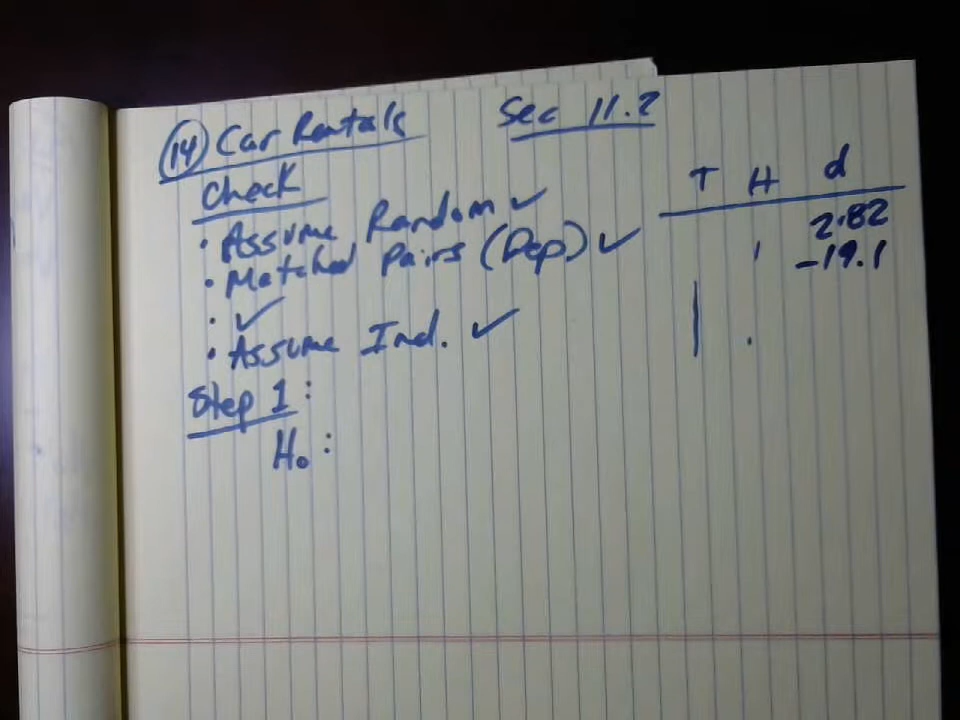 14 Car Rentals Sec 11.2
Check
• Assume Random ✓
• Matched Pairs (Dep) ✓
• ✓
• Assume Ind. ✓
T H d
2.82
-19.1
Step 1:
H₀: